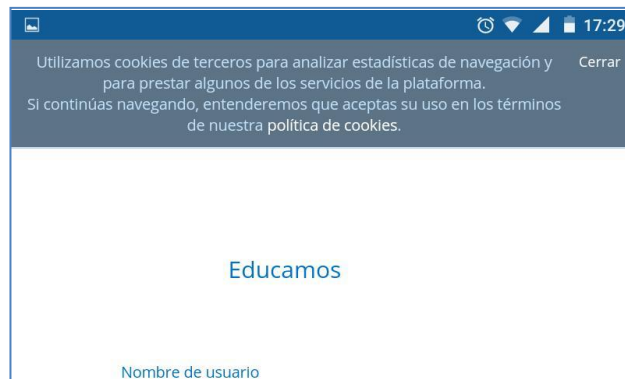 17:29
Utilizamos cookies de terceros para analizar estadísticas de navegación y
Cerrar
para prestar algunos de los servicios de la plataforma.
Si continúas navegando, entenderemos que aceptas su uso en los términos
de nuestra política de cookies.
Educamos
Nombre de usuario